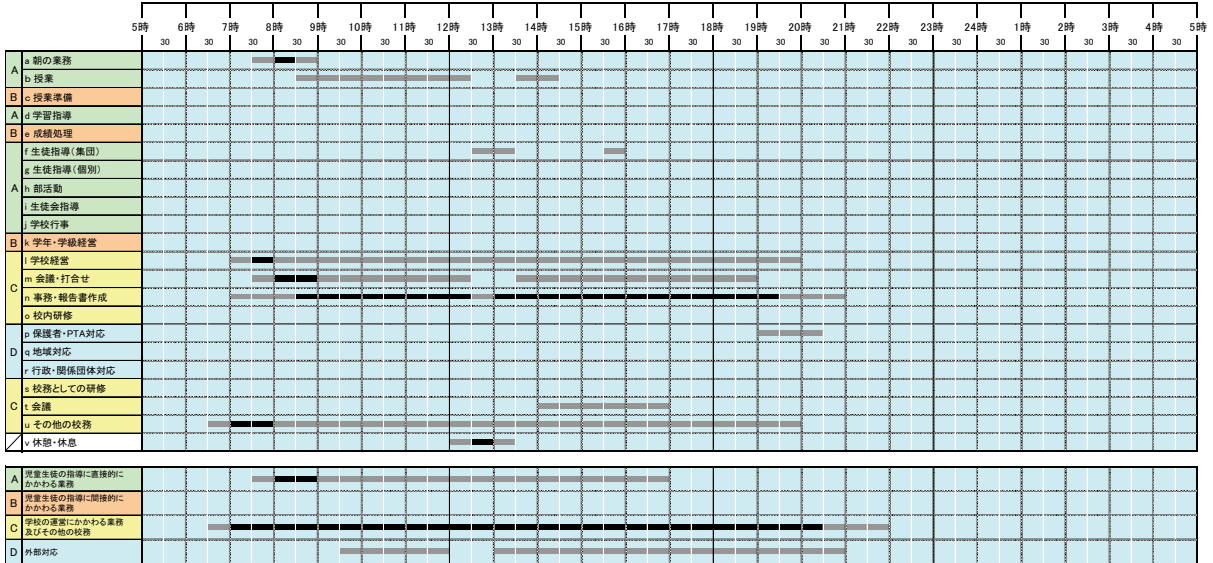 5時 6時 7時 8時 9時 10時 11時 12時 13時 14時 15時 16時 17時 18時 19時 20時 21時 22時 23時 24時 1時 2時 3時 4時 5時
30 30 30 30 30 30 30 30 30 30 30 30 30 30 30 30 30 30 30 30 30 30 30 30
A
a 朝の業務
b 授業
B c 授業準備
A d 学習指導
B e 成績処理
f 生徒指導(集団)
g 生徒指導(個別)
A h 部活動
i 生徒会指導
j 学校行事
B k 学年・学級経営
l 学校経営
C m 会議・打合せ
n 事務・報告書作成
o 校内研修
p 保護者・PTA対応
D q 地域対応
r 行政・関係団体対応
s 校務としての研修
C t 会議
u その他の校務
v 休憩・休息
A 児童生徒の指導に直接的に
かかわる業務
B 児童生徒の指導に間接的に
かかわる業務
C 学校の運営にかかわる業務
及びその他の校務
D 外部対応